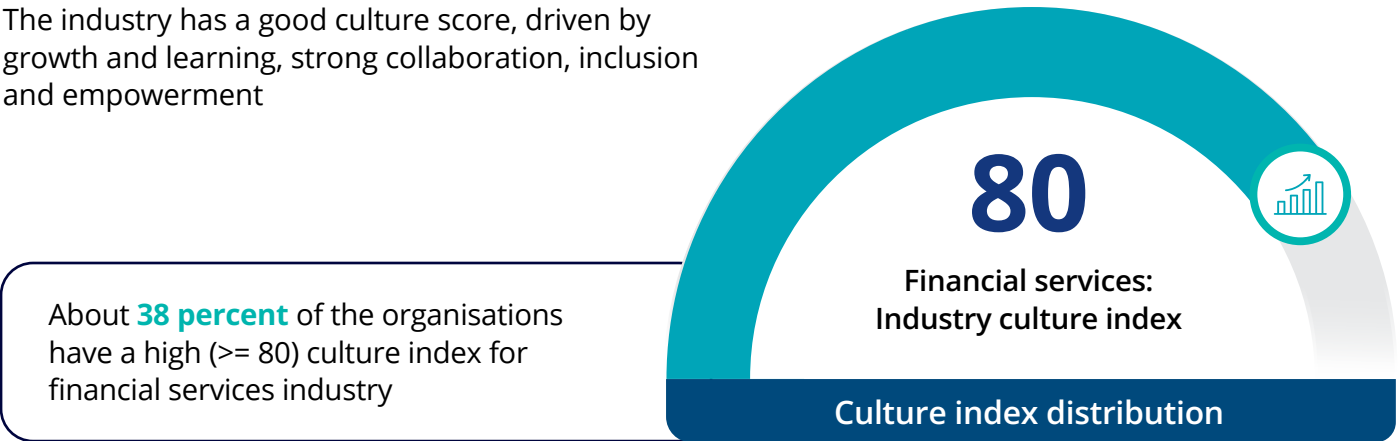 The industry has a good culture score, driven by
growth and learning, strong collaboration, inclusion
and empowerment
80
Financial services:
Industry culture index
About 38 percent of the organisations
have a high (>= 80) culture index for
financial services industry
Culture index distribution